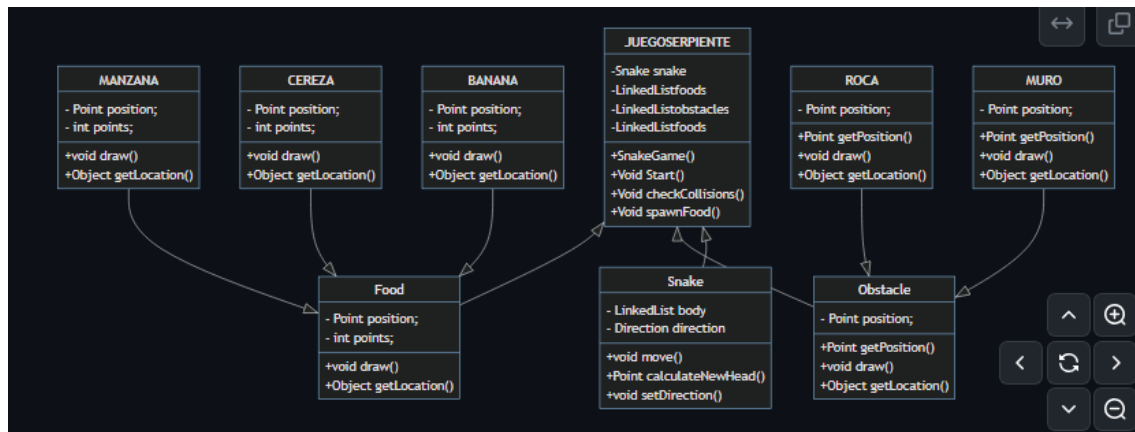 MANZANA
- Point position;
- int points;
+void draw()
+Object getLocation()
CEREZA
- Point position;
- int points;
+void draw()
+Object getLocation()
BANANA
- Point position;
- int points;
+void draw()
+Object getLocation()
JUEGOSERPIENTE
-Snake snake
-LinkedListfoods
-LinkedListobstacles
-LinkedListfoods
+SnakeGame()
+Void Start()
+Void checkCollisions()
+Void spawnFood()
ROCA
- Point position;
+Point getPosition()
+void draw()
+Object getLocation()
MURO
- Point position;
+Point getPosition()
+void draw()
+Object getLocation()
Food
- Point position;
- int points;
+void draw()
+Object getLocation()
Snake
- LinkedList body
- Direction direction
+void move()
+Point calculateNewHead()
+void setDirection()
Obstacle
- Point position;
+Point getPosition()
+void draw()
+Object getLocation()